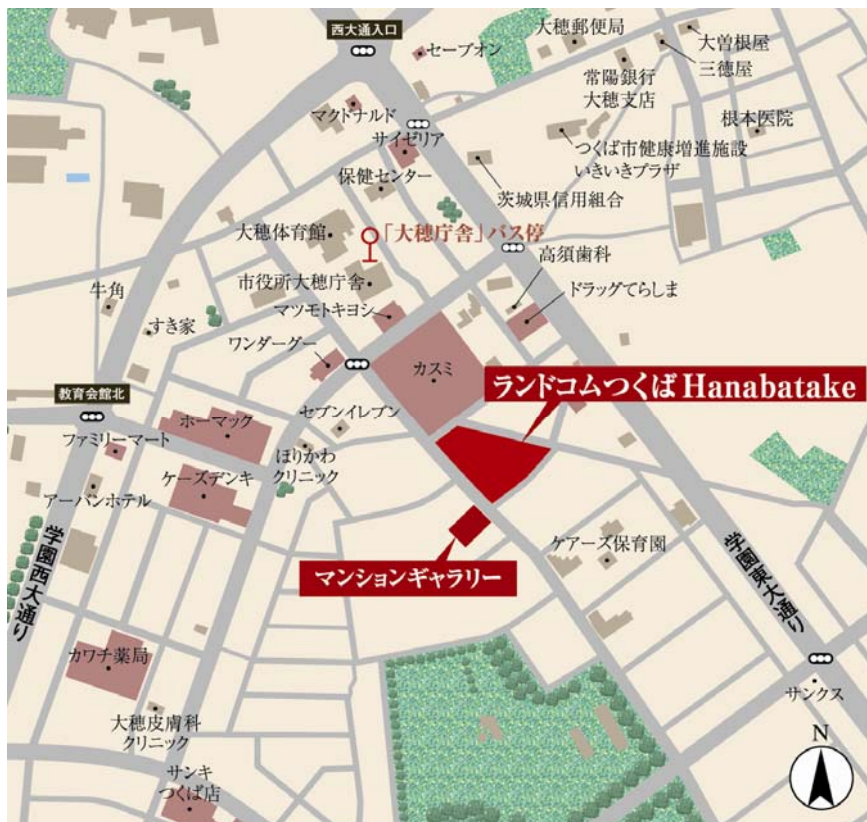 西大通入口
セーブオン
大穂郵便局
大曽根屋
三徳屋
常陽銀行
大穂支店
マクドナルド
サイゼリア
根本医院
つくば市健康増進施設
いきいきプラザ
保健センター
茨城県信用組合
大穂体育館
「大穂庁舎」バス停
高須歯科
市役所大穂庁舎
ドラッグてらしま
牛角
マツモトキヨシ
すき家
ワンダーグー
カスミ
ランドコムつくば Hanabatake
教育会館北
ホーマック
セブンイレブン
ファミリーマート
ほりかわ
クリニック
ケーズデンキ
アーバンホテル
ケアーズ保育園
学園西大通り
マンションギャラリー
学園東大通り
カワチ薬局
サンクス
大穂皮膚科
クリニック
サンキ
つくば店
N